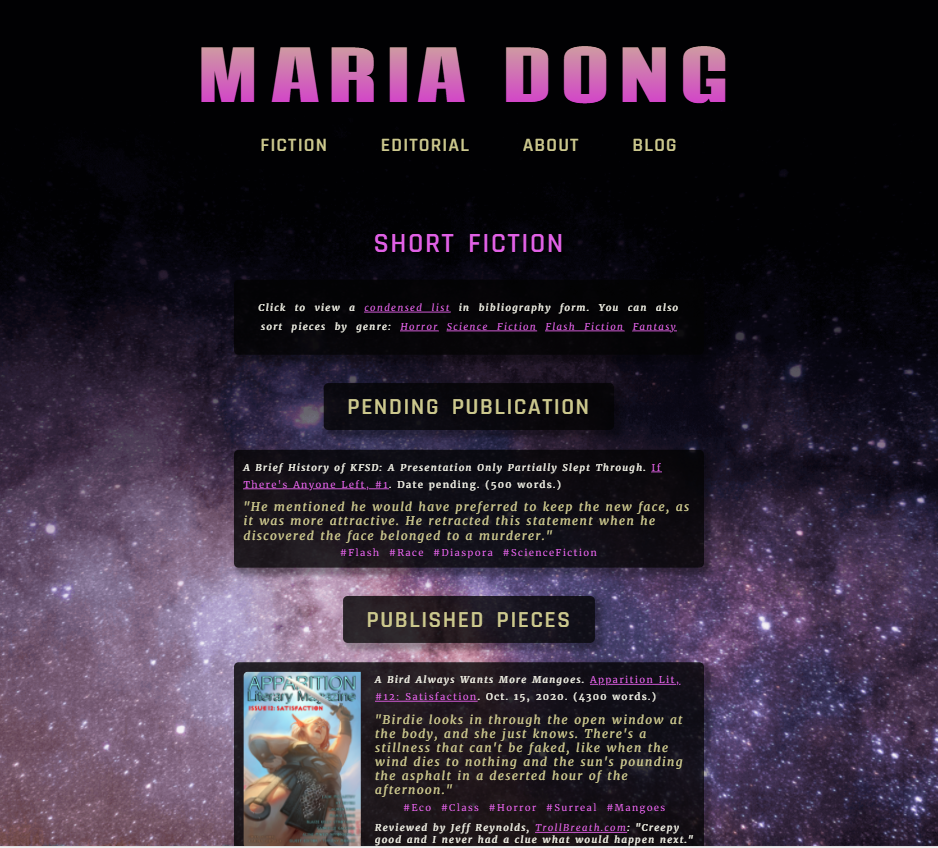 MARIA DONG
FICTION EDITORIAL ABOUT BLOG
SHORT FICTION
Click to view a condensed list in bibliography form. You can also
sort pieces by genre: Horror Science Fiction Flash Fiction Fantasy
PENDING PUBLICATION
A Brief History of KFSD: A Presentation Only Partially Slept Through. If
There's Anyone Left, #1. Date pending. (500 words.)
"He mentioned he would have preferred to keep the new face, as
it was more attractive. He retracted this statement when he
discovered the face belonged to a murderer."
#Flash #Race #Diaspora #ScienceFiction
PUBLISHED PIECES
APPARITION
Literary Magazine
ISSUE 12: SATISFACTION
A Bird Always Wants More Mangoes. Apparition Lit,
#12: Satisfaction. Oct. 15, 2020. (4300 words.)
"Birdie looks in through the open window at
the body, and she just knows. There's a
stillness that can't be faked, like when the
wind dies to nothing and the sun's pounding
the asphalt in a deserted hour of the
afternoon."
#Eco #Class #Horror #Surreal #Mangoes
Reviewed by Jeff Reynolds, TrollBreath.com: "Creepy
good and I never had a clue what would happen next."